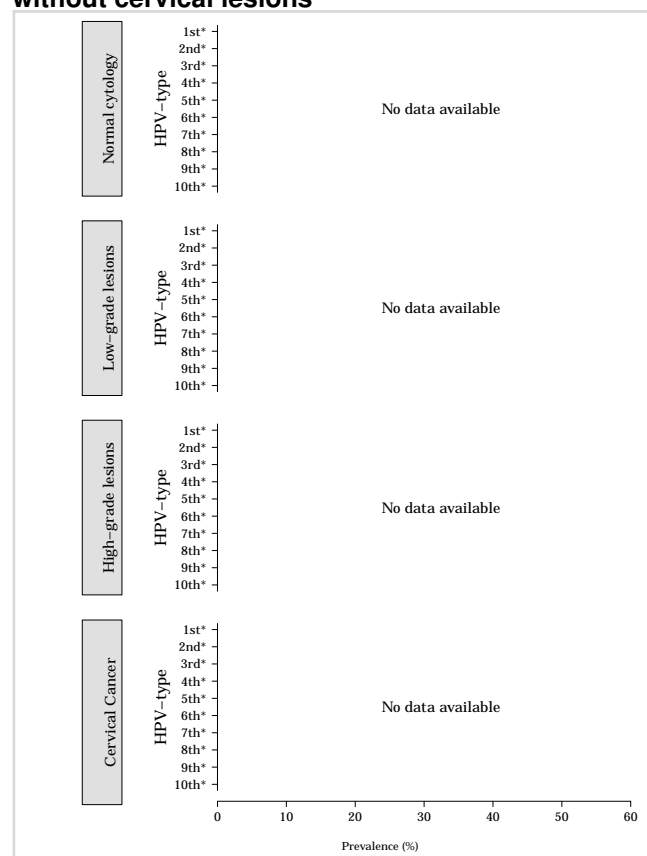 without cervical lesions
Normal cytology
HPV−type
1st*
2nd*
3rd*
4th*
5th*
6th*
7th*
8th*
9th*
10th*
No data available
Low−grade lesions
HPV−type
1st*
2nd*
3rd*
4th*
5th*
6th*
7th*
8th*
9th*
10th*
No data available
High−grade lesions
HPV−type
1st*
2nd*
3rd*
4th*
5th*
6th*
7th*
8th*
9th*
10th*
No data available
Cervical Cancer
HPV−type
1st*
2nd*
3rd*
4th*
5th*
6th*
7th*
8th*
9th*
10th*
No data available
0 10 20 30 40 50 60
Prevalence (%)